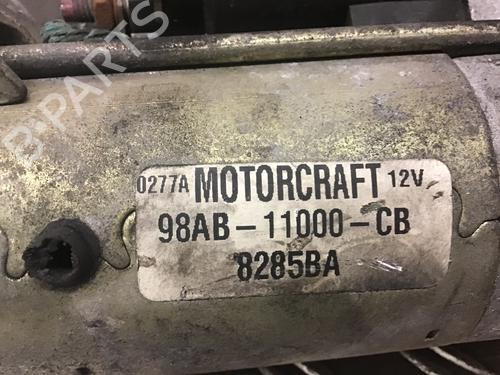 0277A MOTORCRAFT 12V
98AB-11000-CB
8285BA
B-PARTS